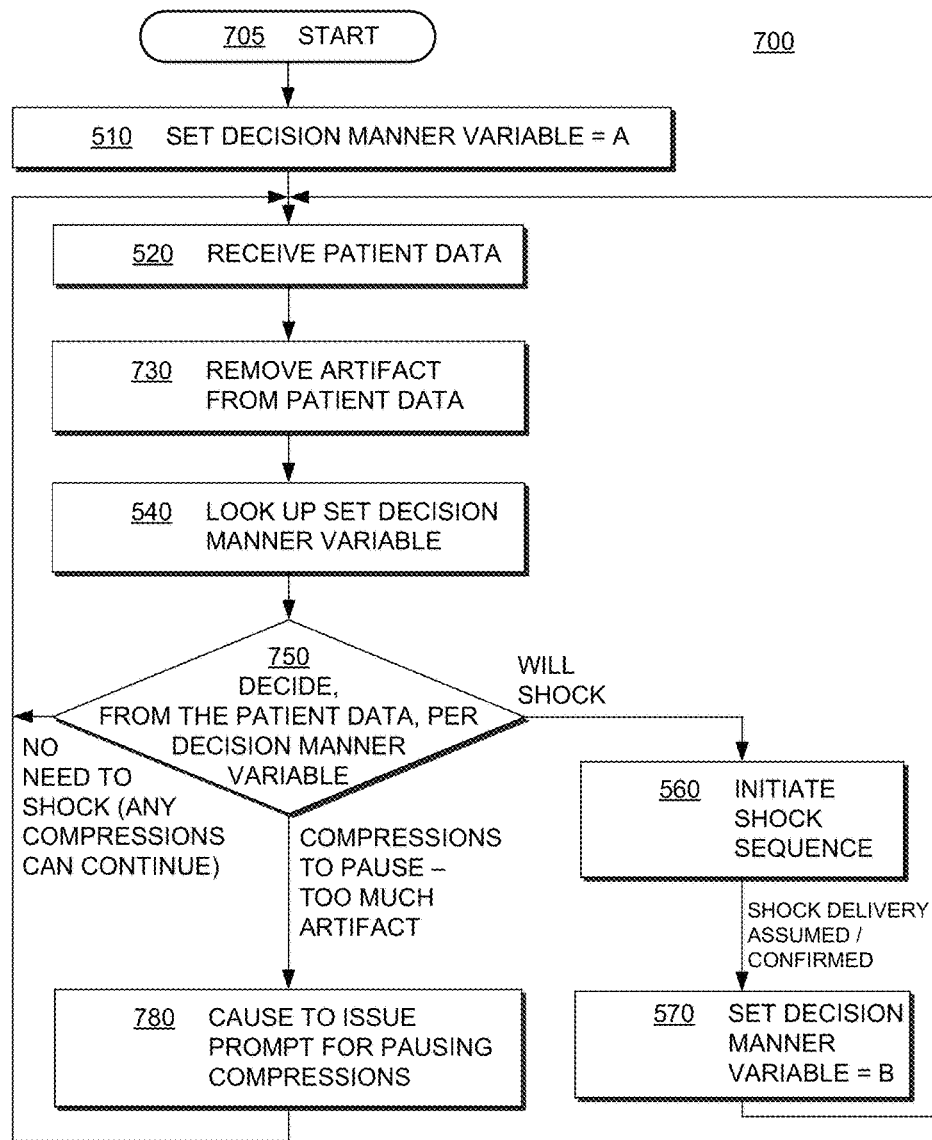 705 START
700
510 SET DECISION MANNER VARIABLE = A
520 RECEIVE PATIENT DATA
730 REMOVE ARTIFACT
FROM PATIENT DATA
540 LOOK UP SET DECISION
MANNER VARIABLE
750
DECIDE,
FROM THE PATIENT DATA, PER
DECISION MANNER
VARIABLE
WILL
SHOCK
NO
NEED TO
SHOCK (ANY
COMPRESSIONS
CAN CONTINUE)
COMPRESSIONS
TO PAUSE –
TOO MUCH
ARTIFACT
560 INITIATE
SHOCK
SEQUENCE
SHOCK DELIVERY
ASSUMED /
CONFIRMED
780 CAUSE TO ISSUE
PROMPT FOR PAUSING
COMPRESSIONS
570 SET DECISION
MANNER
VARIABLE = B